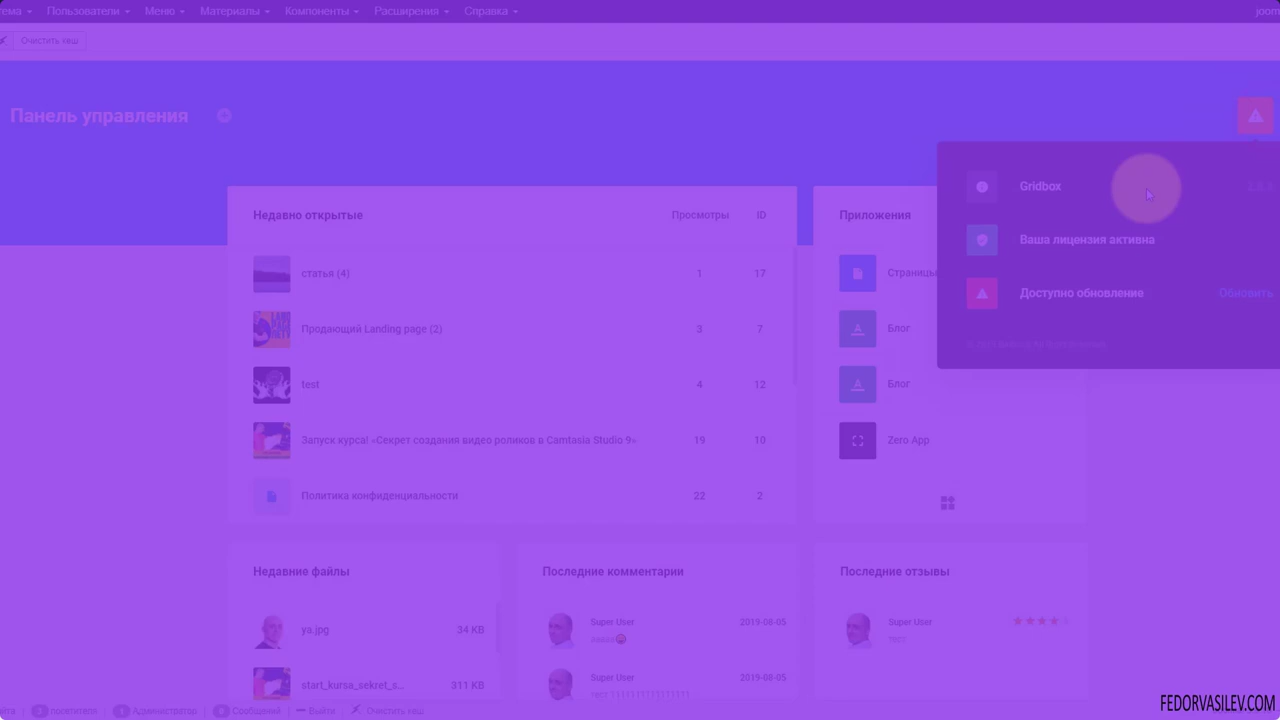 Пользователи Меню Материалы Компоненты Расширения Справка
Очистить кеш
Панель управления
Gridbox
Ваша лицензия активна
Доступно обновление Обновить
Недавно открытые Просмотры ID
статья (4) 1 17
Продающий Landing page (2) 3 7
test 4 12
Запуск курса! «Секрет создания видео роликов в Camtasia Studio 9» 19 10
Политика конфиденциальности 22 2
Приложения
Страницы
Блог
Блог
Zero App
Недавние файлы
ya.jpg 34 KB
start_kursa_sekret_s... 311 KB
Последние комментарии
Super User 2019-08-05
Super User 2019-08-05
Последние отзывы
Super User
тест
посетителя Администратор Сообщений Выйти Очистить кеш
FEDORVASILEV.COM